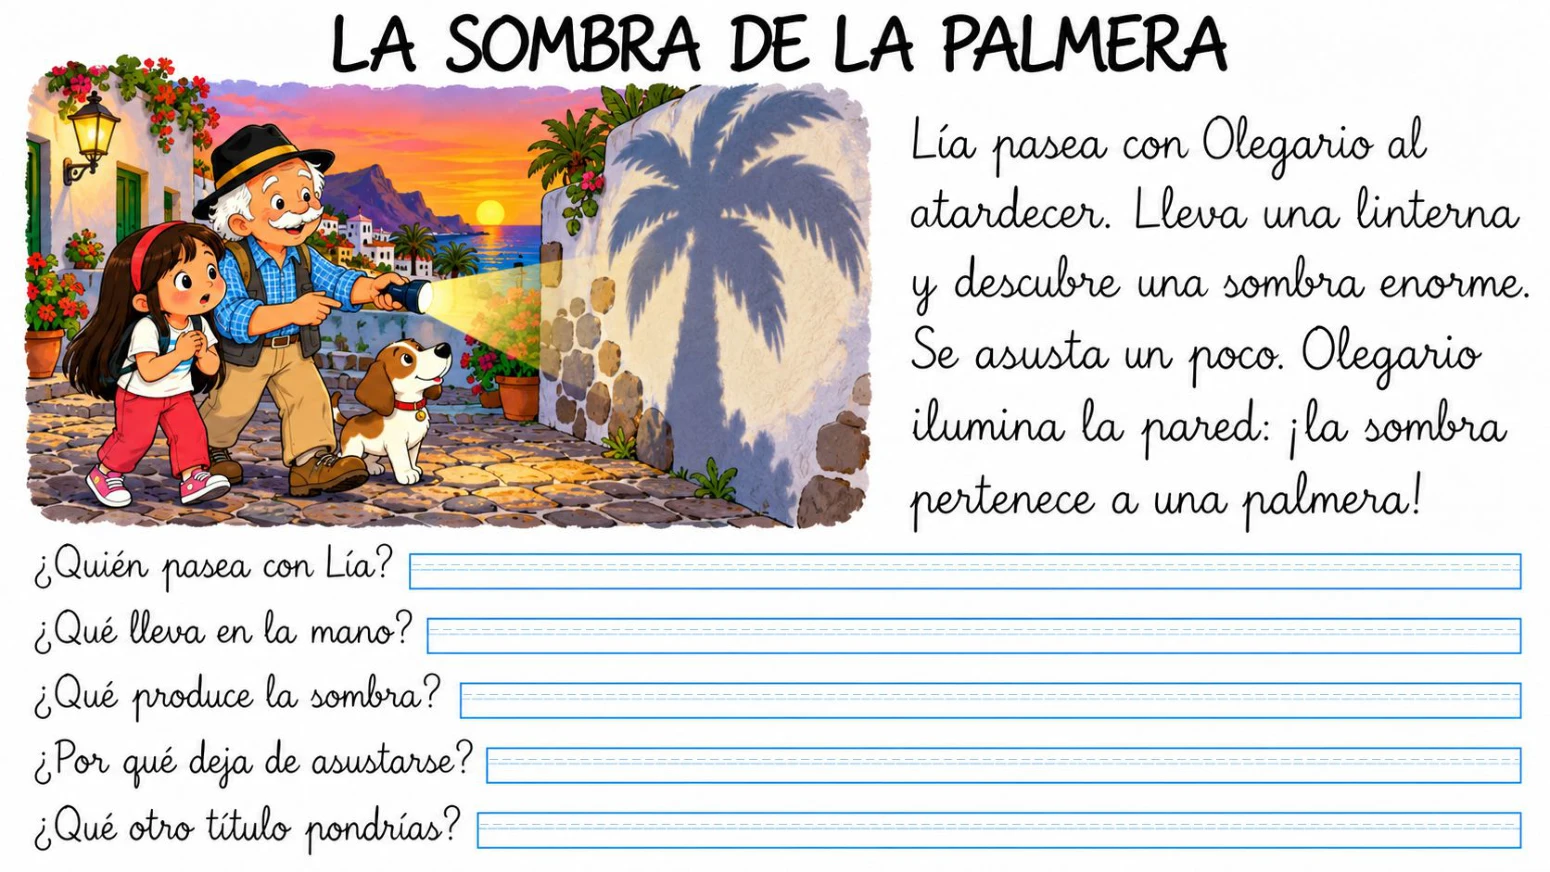 LA SOMBRA DE LA PALMERA
Lía pasea con Olegario al
atardecer. Lleva una linterna
y descubre una sombra enorme.
Se asusta un poco. Olegario
ilumina la pared: ¡la sombra
pertenece a una palmera!
¿Quién pasea con Lía?
¿Qué lleva en la mano?
¿Qué produce la sombra?
¿Por qué deja de asustarse?
¿Qué otro título pondrías?